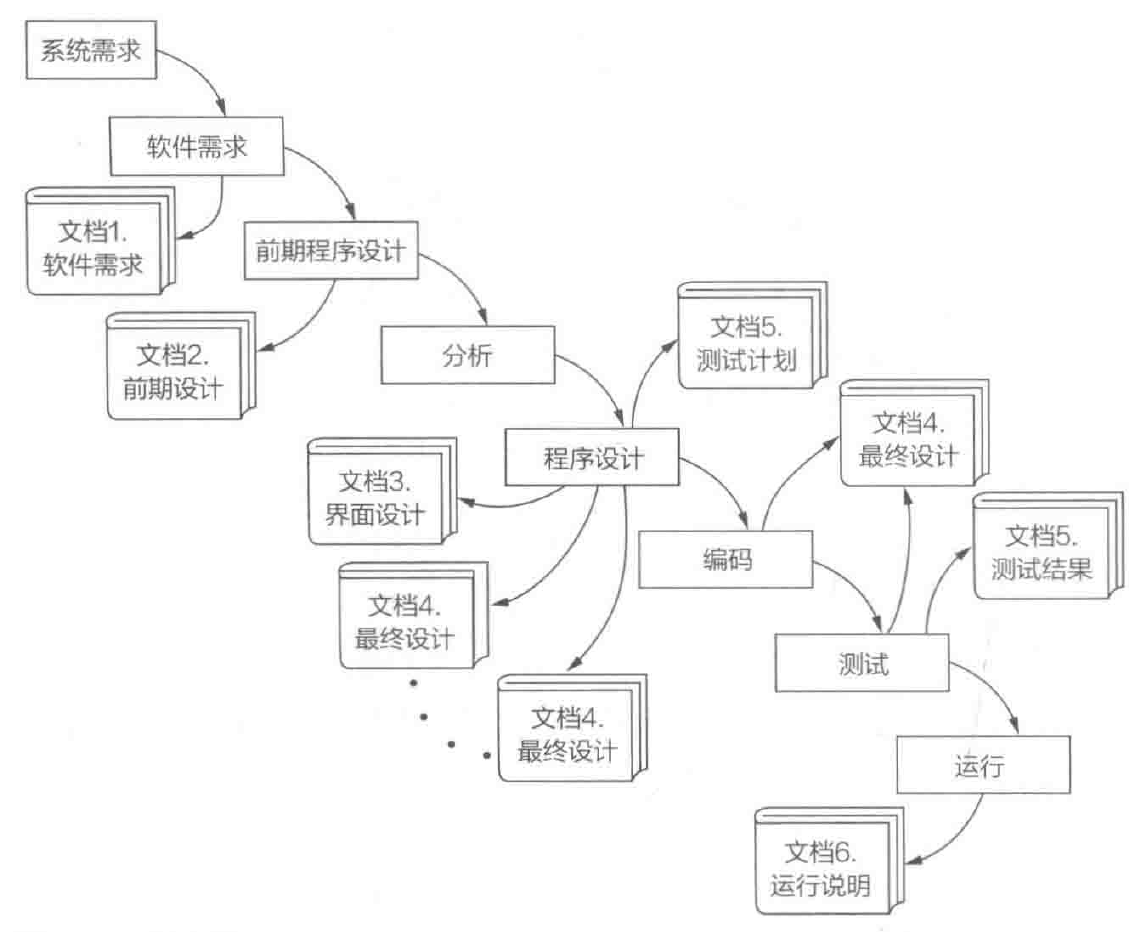 系统需求
软件需求
文档1.
软件需求
前期程序设计
文档2.
前期设计
分析
文档5.
测试计划
程序设计
文档4.
最终设计
文档3.
界面设计
编码
文档5.
测试结果
文档4.
最终设计
测试
文档4.
最终设计
运行
文档6.
运行说明